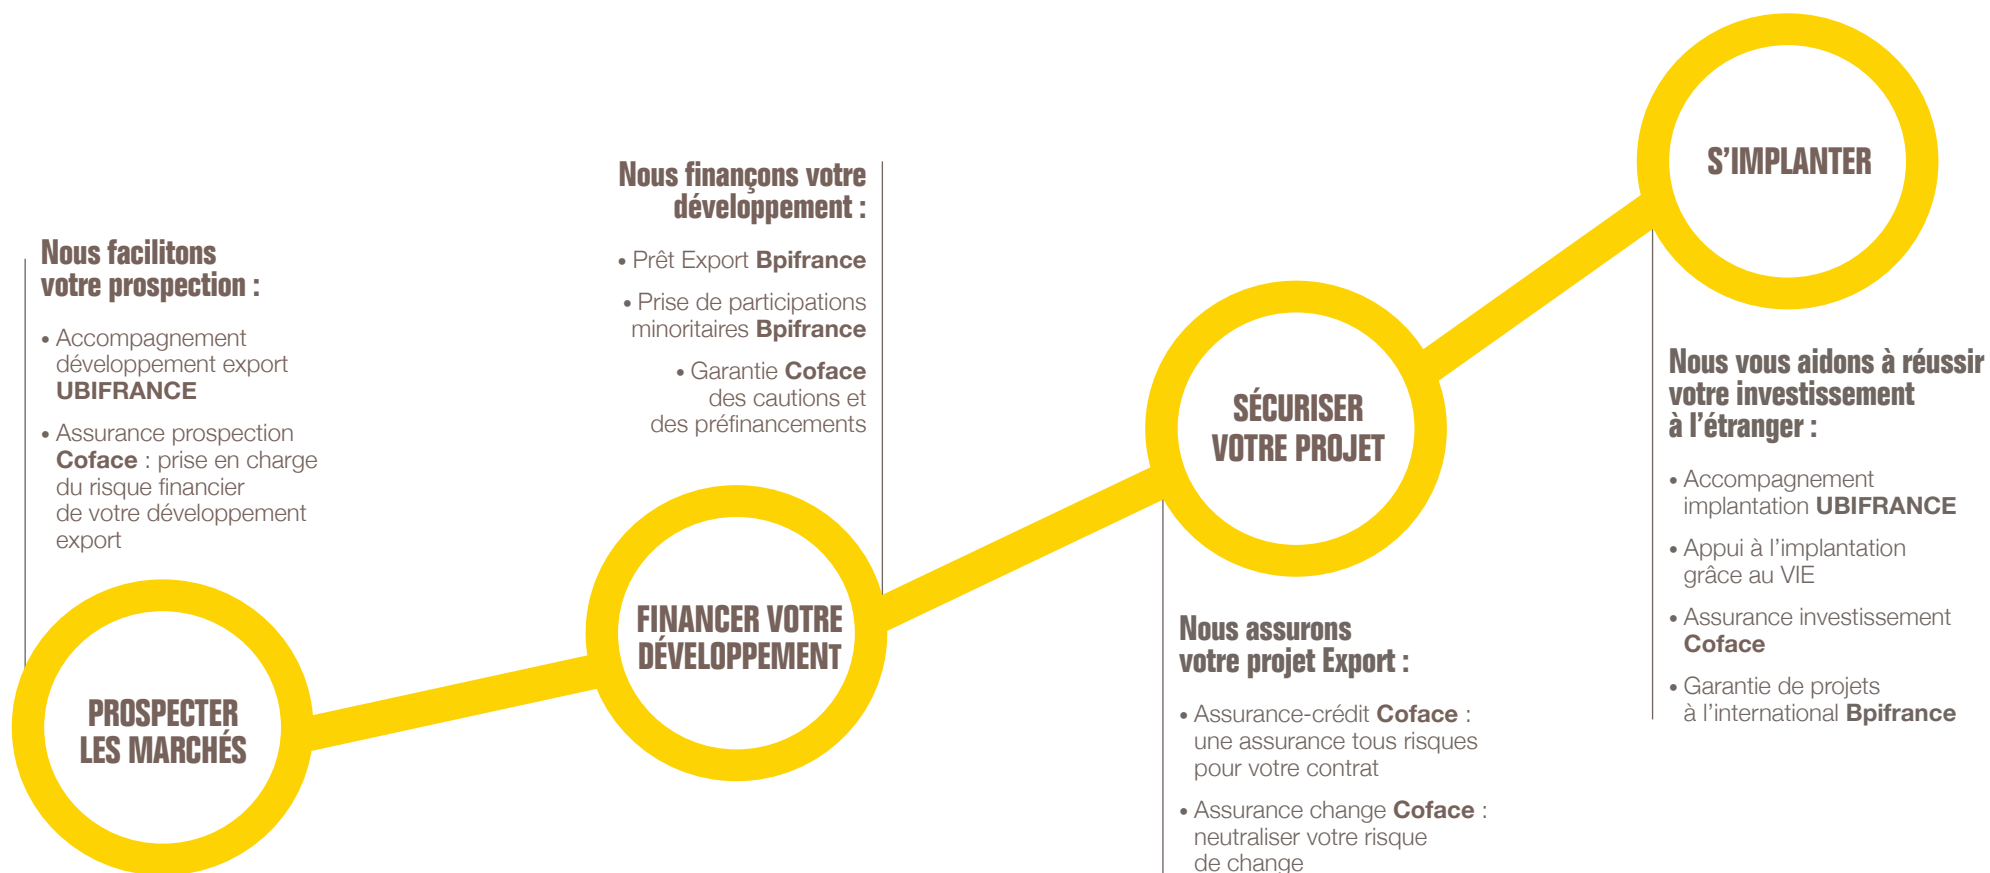 Nous facilitons
votre prospection :
• Accompagnement
développement export
UBIFRANCE
• Assurance prospection
Coface : prise en charge
du risque financier
de votre développement
export
PROSPECTER
LES MARCHÉS
Nous finançons votre
développement :
• Prêt Export Bpifrance
• Prise de participations
minoritaires Bpifrance
• Garantie Coface
des cautions et
des préfinancements
FINANCER VOTRE
DÉVELOPPEMENT
SÉCURISER
VOTRE PROJET
Nous assurons
votre projet Export :
• Assurance-crédit Coface :
une assurance tous risques
pour votre contrat
• Assurance change Coface :
neutraliser votre risque
de change
S’IMPLANTER
Nous vous aidons à réussir
votre investissement
à l’étranger :
• Accompagnement
implantation UBIFRANCE
• Appui à l’implantation
grâce au VIE
• Assurance investissement
Coface
• Garantie de projets
à l’international Bpifrance